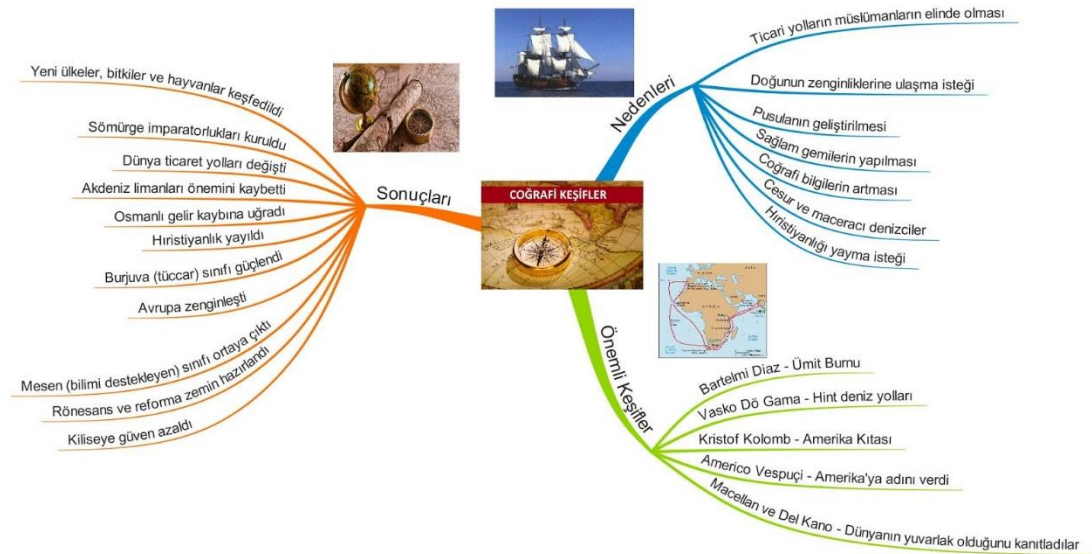 COĞRAFİ KEŞİFLER
Nedenleri
Ticari yolların müslümanların elinde olması
Doğunun zenginliklerine ulaşma isteği
Pusulanın geliştirilmesi
Sağlam gemilerin yapılması
Coğrafi bilgilerin artması
Cesur ve maceracı denizciler
Hıristiyanlığı yayma isteği
Önemli Keşifler
Bartelmi Diaz - Ümit Burnu
Vasko Dö Gama - Hint deniz yolları
Kristof Kolomb - Amerika Kıtası
Americo Vespuçi - Amerika'ya adını verdi
Macellan ve Del Kano - Dünyanın yuvarlak olduğunu kanıtladılar
Sonuçları
Yeni ülkeler, bitkiler ve hayvanlar keşfedildi
Sömürge imparatorlukları kuruldu
Dünya ticaret yolları değişti
Akdeniz limanları önemini kaybetti
Osmanlı gelir kaybına uğradı
Hıristiyanlık yayıldı
Burjuva (tüccar) sınıfı güçlendi
Avrupa zenginleşti
Mesen (bilimi destekleyen) sınıfı ortaya çıktı
Rönesans ve reforma zemin hazırlandı
Kiliseye güven azaldı